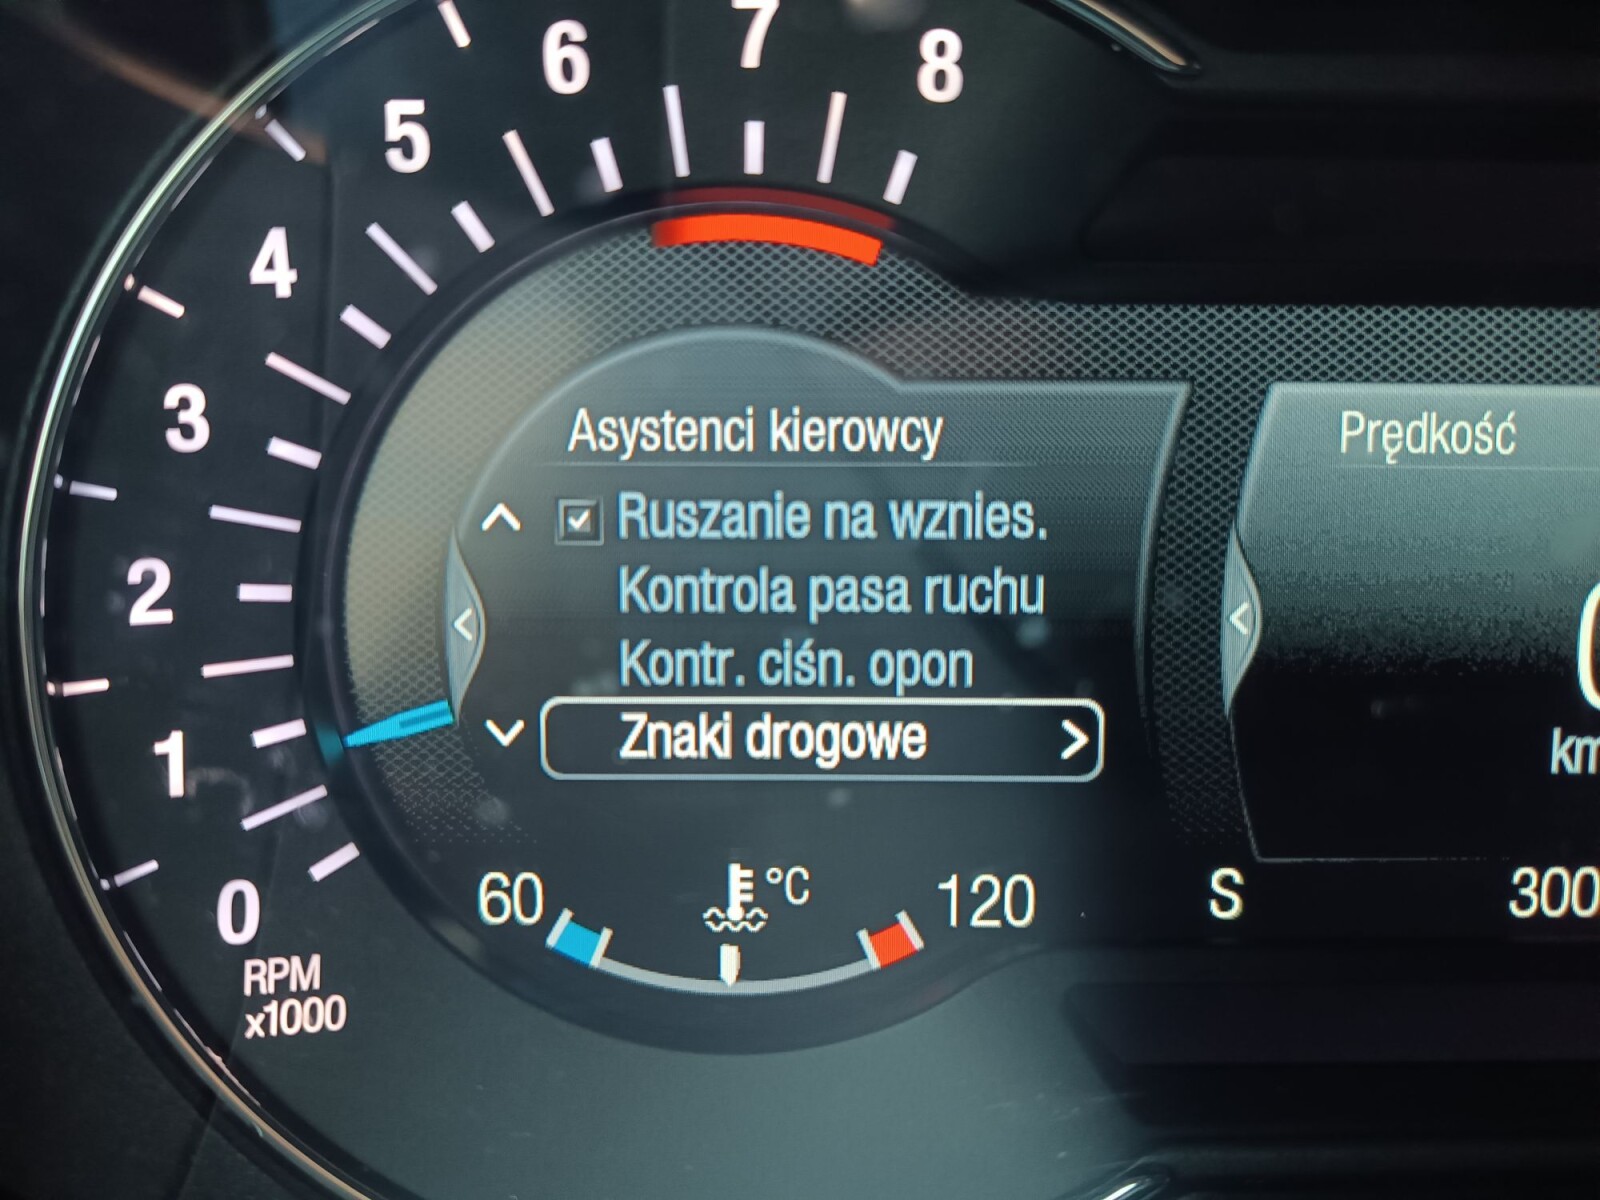 8
7
6
5
4
3
2
1
0
RPM
x1000
Asystenci kierowcy
Ruszanie na wznies.
Kontrola pasa ruchu
Kontr. ciśn. opon
Znaki drogowe
60
°C
120
Prędkość
S
300